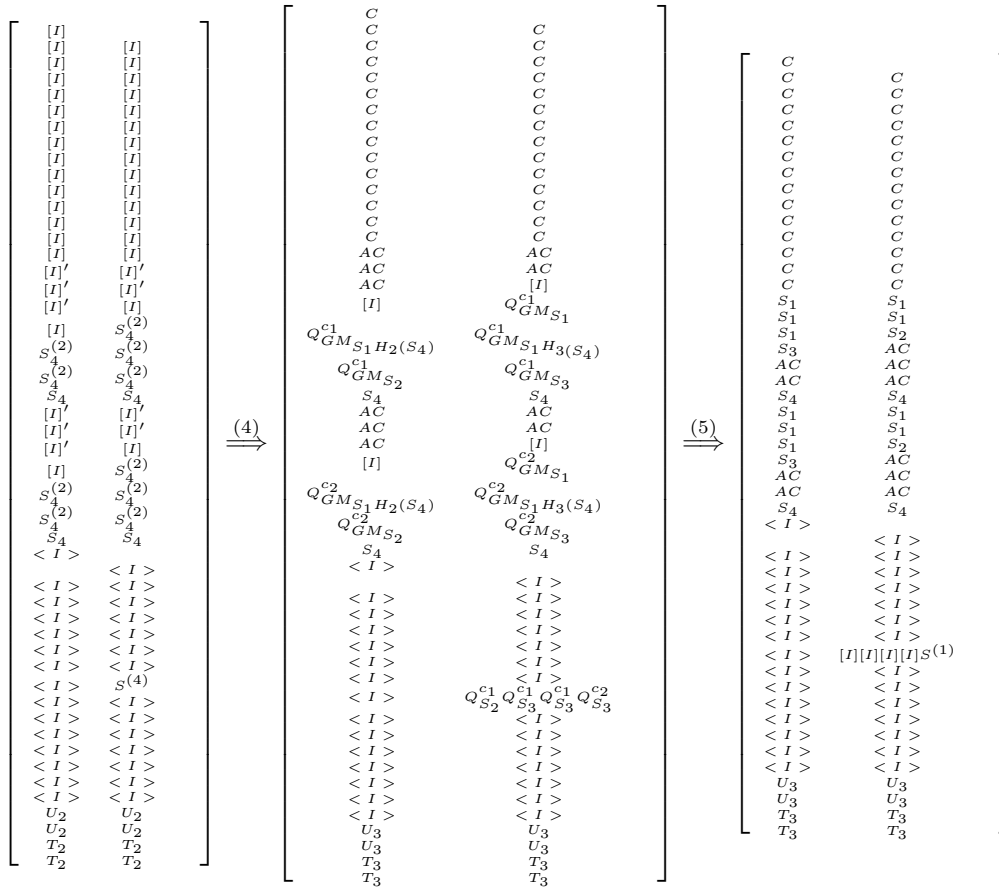 [I]
[I] [I]
[I] [I]
[I] [I]
[I] [I]
[I] [I]
[I] [I]
[I] [I]
[I] [I]
[I] [I]
[I] [I]
[I] [I]
[I] [I]
[I] [I]
[I] [I]
[I]′ [I]′
[I]′ [I]′
[I]′ [I]
[I] S_4^{(2)}
S_4^{(2)} S_4^{(2)}
S_4^{(2)} S_4^{(2)}
S_4 S_4
[I]′ [I]′
[I]′ [I]′
[I]′ [I]
[I] S_4^{(2)}
S_4^{(2)} S_4^{(2)}
S_4^{(2)} S_4^{(2)}
S_4 S_4
< I >
< I >
< I > < I >
< I > < I >
< I > < I >
< I > < I >
< I > < I >
< I > < I >
< I > S^{(4)}
< I > < I >
< I > < I >
< I > < I >
< I > < I >
< I > < I >
< I > < I >
< I > < I >
U_2 U_2
U_2 U_2
T_2 T_2
T_2 T_2
(4)
⟹
C
C C
C C
C C
C C
C C
C C
C C
C C
C C
C C
C C
C C
C C
C C
AC AC
AC AC
AC [I]
[I] Q^{c1}_{GM_{S_1}}
Q^{c1}_{GM_{S_1 H_2(S_4)}} Q^{c1}_{GM_{S_1 H_3(S_4)}}
Q^{c1}_{GM_{S_2}} Q^{c1}_{GM_{S_3}}
S_4 S_4
AC AC
AC AC
AC [I]
[I] Q^{c2}_{GM_{S_1}}
Q^{c2}_{GM_{S_1 H_2(S_4)}} Q^{c2}_{GM_{S_1 H_3(S_4)}}
Q^{c2}_{GM_{S_2}} Q^{c2}_{GM_{S_3}}
S_4 S_4
< I >
< I >
< I > < I >
< I > < I >
< I > < I >
< I > < I >
< I > < I >
< I > < I >
< I > Q^{c1}_{S_2} Q^{c1}_{S_3} Q^{c1}_{S_3} Q^{c2}_{S_3}
< I > < I >
< I > < I >
< I > < I >
< I > < I >
< I > < I >
< I > < I >
< I > < I >
U_3 U_3
U_3 U_3
T_3 T_3
T_3 T_3
(5)
⟹
C
C C
C C
C C
C C
C C
C C
C C
C C
C C
C C
C C
C C
C C
C C
S_1 S_1
S_1 S_1
S_1 S_2
S_3 AC
AC AC
AC AC
S_4 S_4
S_1 S_1
S_1 S_1
S_1 S_2
S_3 AC
AC AC
AC AC
S_4 S_4
< I >
< I >
< I > < I >
< I > < I >
< I > < I >
< I > < I >
< I > < I >
< I > < I >
< I > [I][I][I][I]S^{(1)}
< I > < I >
< I > < I >
< I > < I >
< I > < I >
< I > < I >
< I > < I >
< I > < I >
U_3 U_3
U_3 U_3
T_3 T_3
T_3 T_3